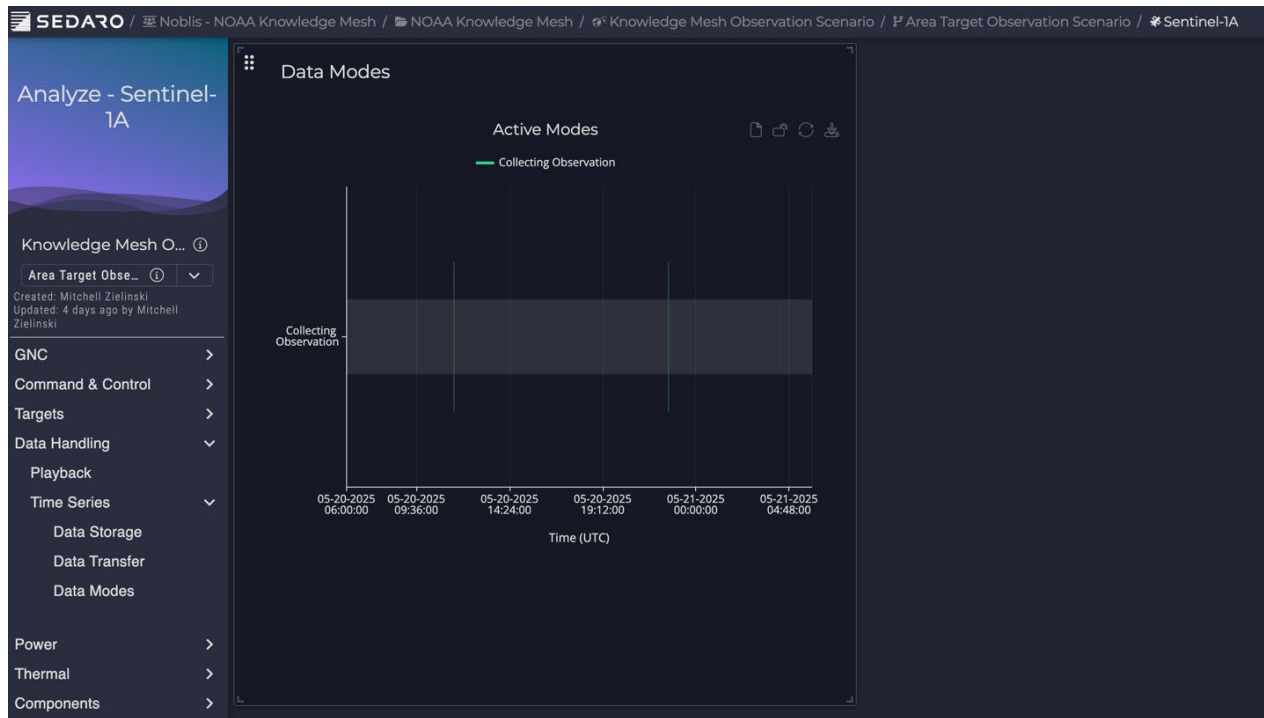 SEDARO / Noblis - NOAA Knowledge Mesh / NOAA Knowledge Mesh / Knowledge Mesh Observation Scenario / Area Target Observation Scenario / Sentinel-1A
Analyze - Sentinel-
1A
Knowledge Mesh O...
Area Target Obse…
Created: Mitchell Zielinski
Updated: 4 days ago by Mitchell
Zielinski
GNC
Command & Control
Targets
Data Handling
Playback
Time Series
Data Storage
Data Transfer
Data Modes
Power
Thermal
Components
Data Modes
Active Modes
Collecting Observation
Collecting
Observation
05-20-2025 05-20-2025 05-20-2025 05-20-2025 05-21-2025 05-21-2025
06:00:00 09:36:00 14:24:00 19:12:00 00:00:00 04:48:00
Time (UTC)